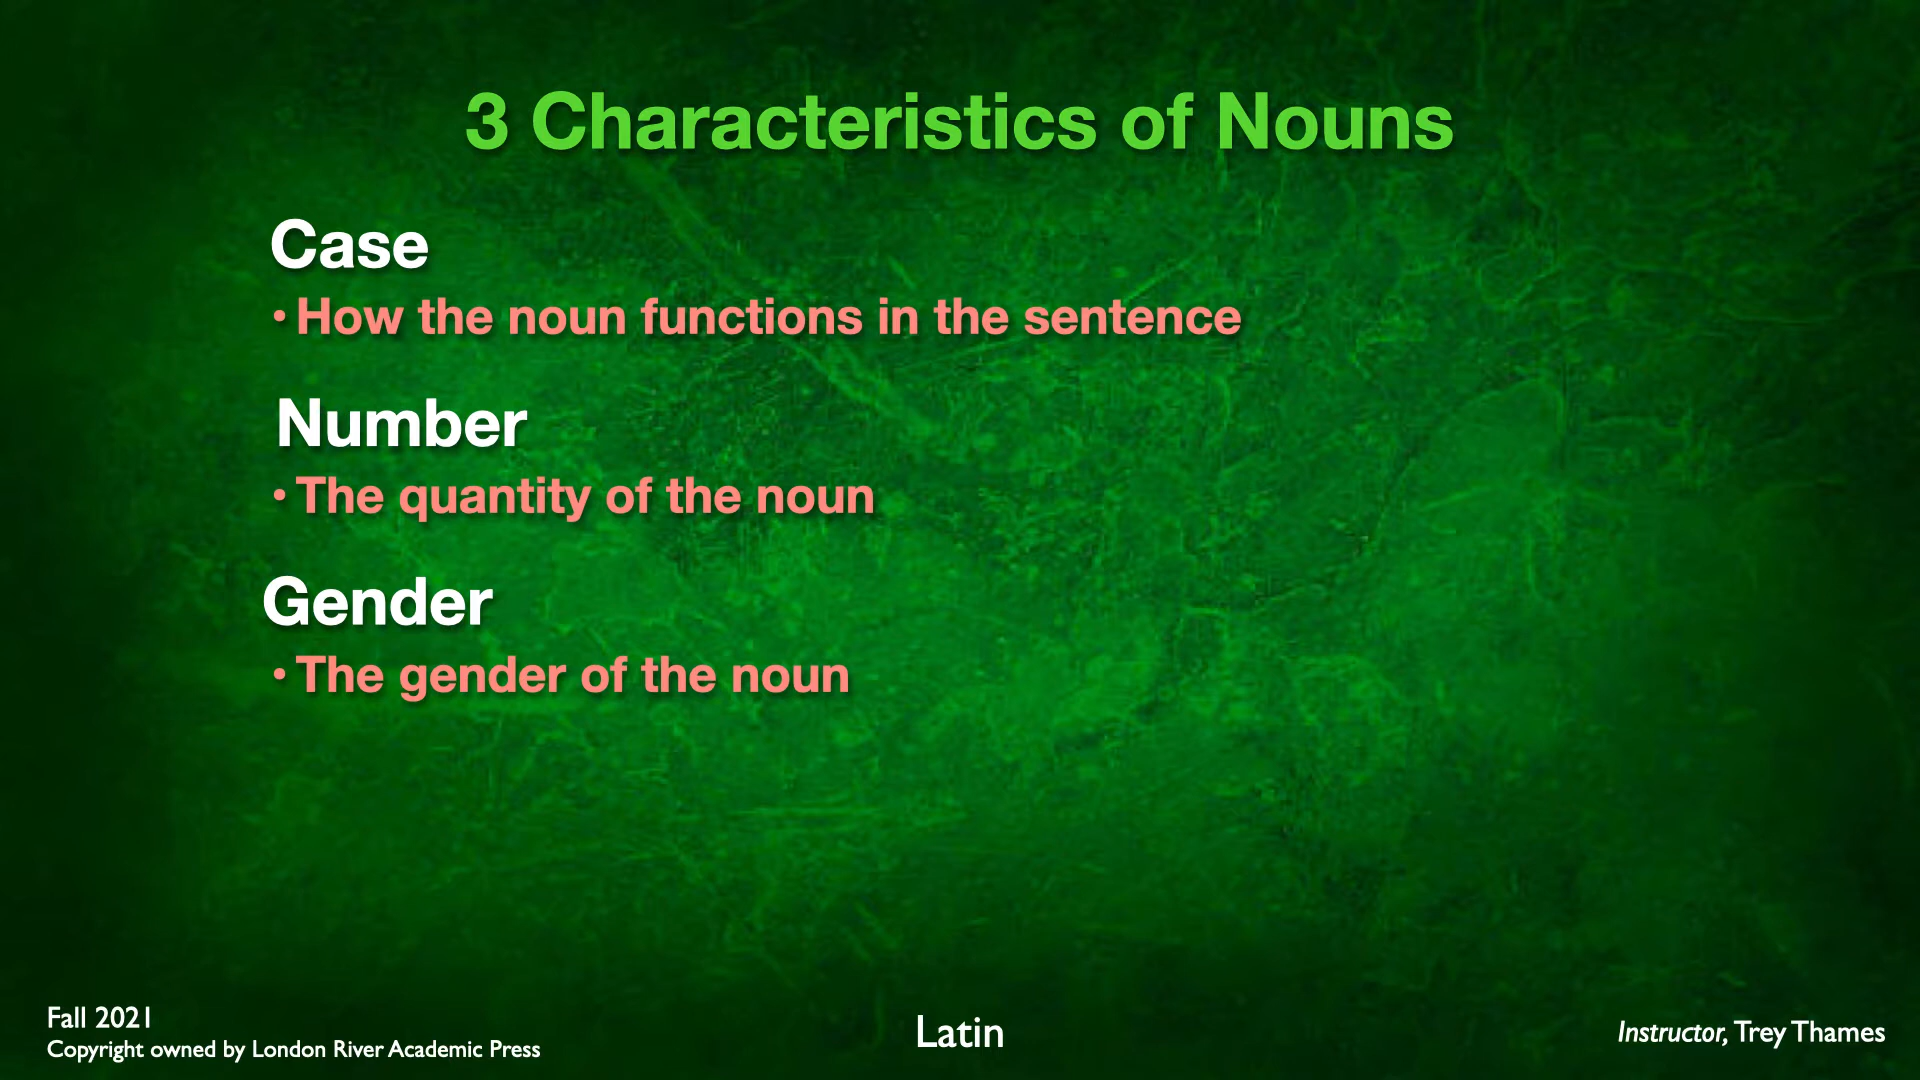 3 Characteristics of Nouns
Case
• How the noun functions in the sentence
Number
• The quantity of the noun
Gender
• The gender of the noun
Fall 2021
Copyright owned by London River Academic Press
Latin
Instructor, Trey Thames